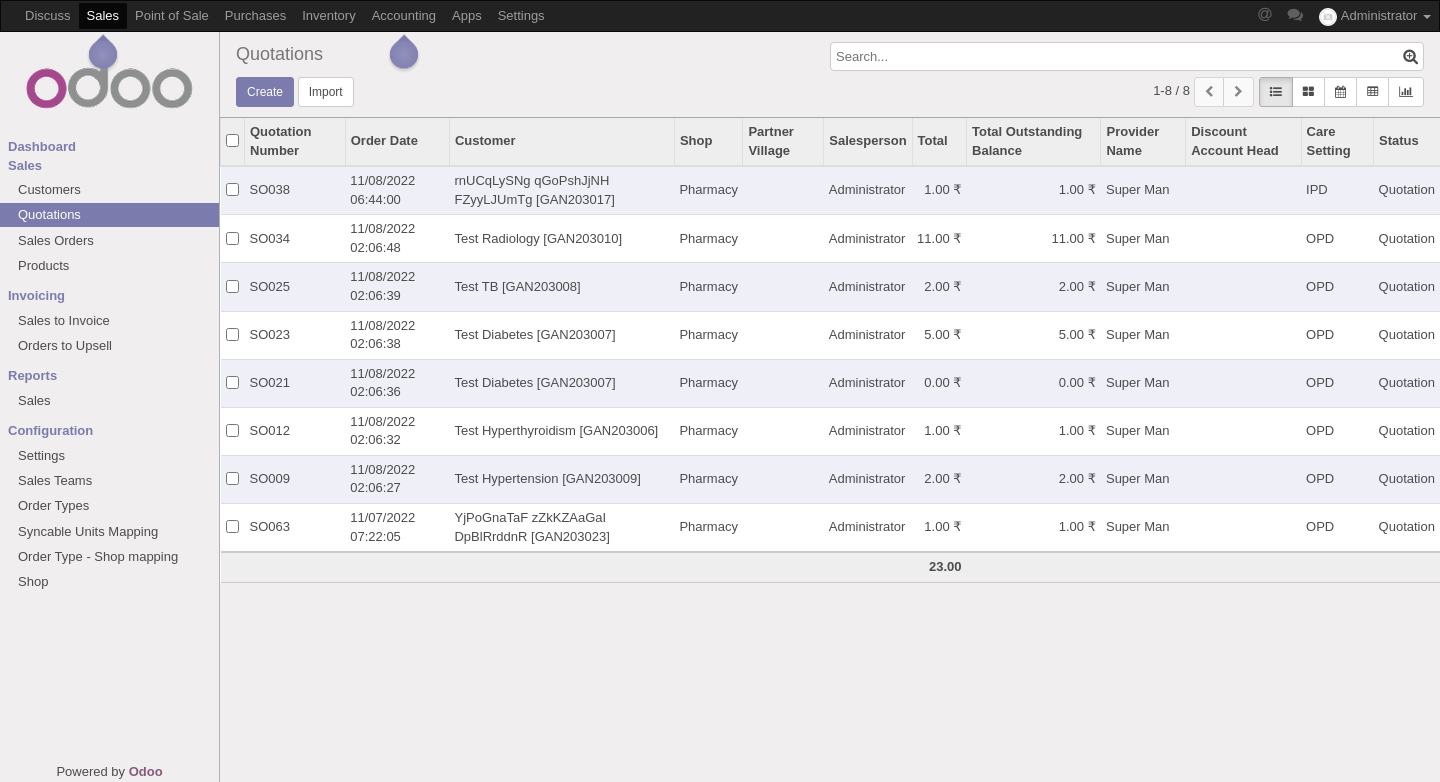 Discuss Sales Point of Sale Purchases Inventory Accounting Apps Settings @ Administrator
odoo
Dashboard
Sales
Customers
Quotations
Sales Orders
Products
Invoicing
Sales to Invoice
Orders to Upsell
Reports
Sales
Configuration
Settings
Sales Teams
Order Types
Syncable Units Mapping
Order Type - Shop mapping
Shop
Powered by Odoo
Quotations
Search...
Create Import
1-8 / 8
Quotation Number Order Date Customer Shop Partner Village Salesperson Total Total Outstanding Balance Provider Name Discount Account Head Care Setting Status
SO038 11/08/2022 06:44:00 rnUCqLySNg qGoPshJjNH FZyyLJUmTg [GAN203017] Pharmacy Administrator 1.00 ₹ 1.00 ₹ Super Man IPD Quotation
SO034 11/08/2022 02:06:48 Test Radiology [GAN203010] Pharmacy Administrator 11.00 ₹ 11.00 ₹ Super Man OPD Quotation
SO025 11/08/2022 02:06:39 Test TB [GAN203008] Pharmacy Administrator 2.00 ₹ 2.00 ₹ Super Man OPD Quotation
SO023 11/08/2022 02:06:38 Test Diabetes [GAN203007] Pharmacy Administrator 5.00 ₹ 5.00 ₹ Super Man OPD Quotation
SO021 11/08/2022 02:06:36 Test Diabetes [GAN203007] Pharmacy Administrator 0.00 ₹ 0.00 ₹ Super Man OPD Quotation
SO012 11/08/2022 02:06:32 Test Hyperthyroidism [GAN203006] Pharmacy Administrator 1.00 ₹ 1.00 ₹ Super Man OPD Quotation
SO009 11/08/2022 02:06:27 Test Hypertension [GAN203009] Pharmacy Administrator 2.00 ₹ 2.00 ₹ Super Man OPD Quotation
SO063 11/07/2022 07:22:05 YjPoGnaTaF zZkKZAaGaI DpBlRrddnR [GAN203023] Pharmacy Administrator 1.00 ₹ 1.00 ₹ Super Man OPD Quotation
23.00